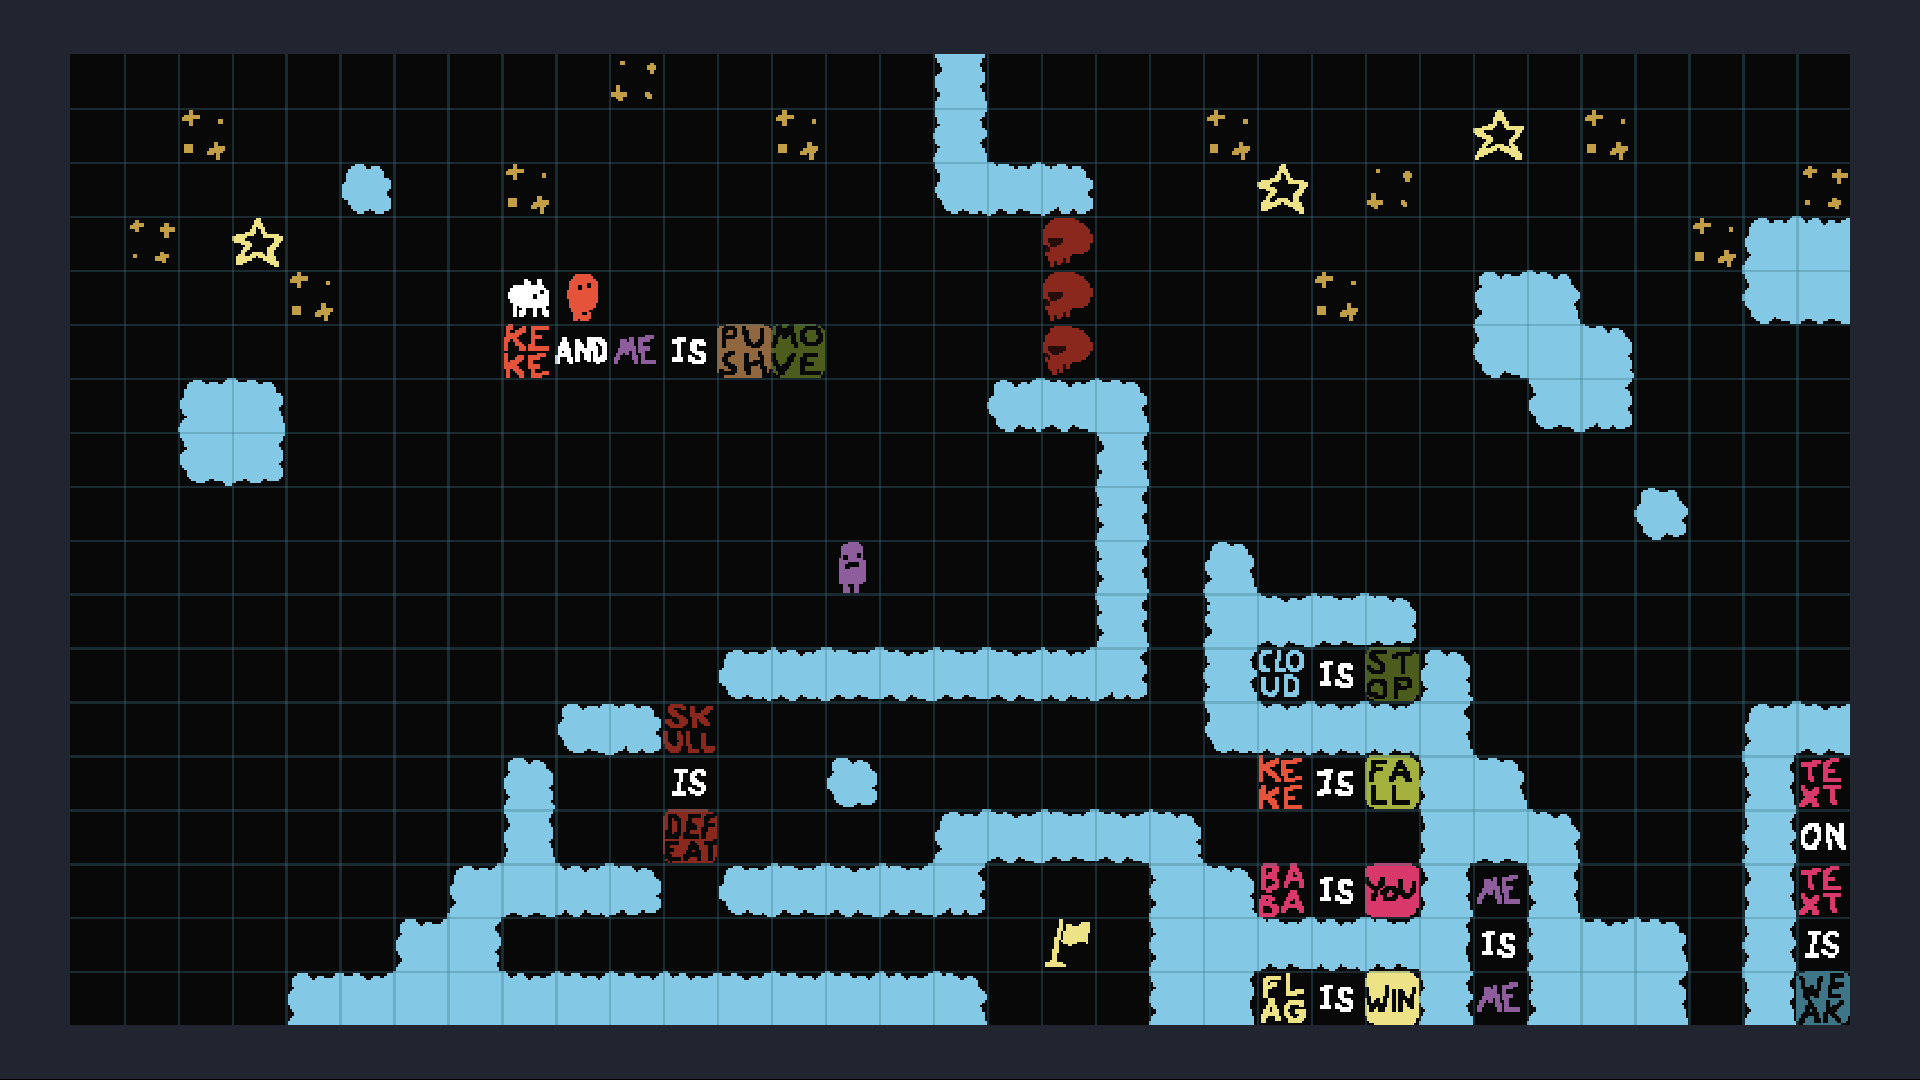 KEKE AND ME IS PUSH MOVE
CLOUD IS STOP
SKULL
IS
DEFEAT
KEKE IS FALL
BABA IS YOU
FLAG IS WIN
ME
IS
ME
TEXT
ON
TEXT
IS
WEAK